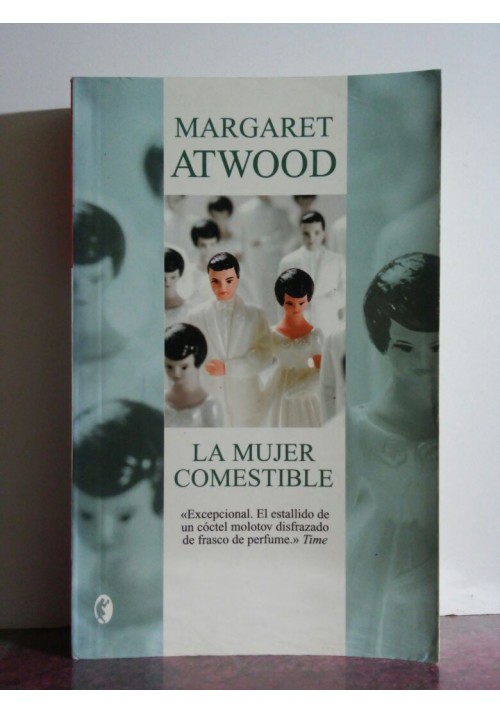 MARGARET
ATWOOD
LA MUJER
COMESTIBLE
«Excepcional. El estallido de
un cóctel molotov disfrazado
de frasco de perfume.» Time